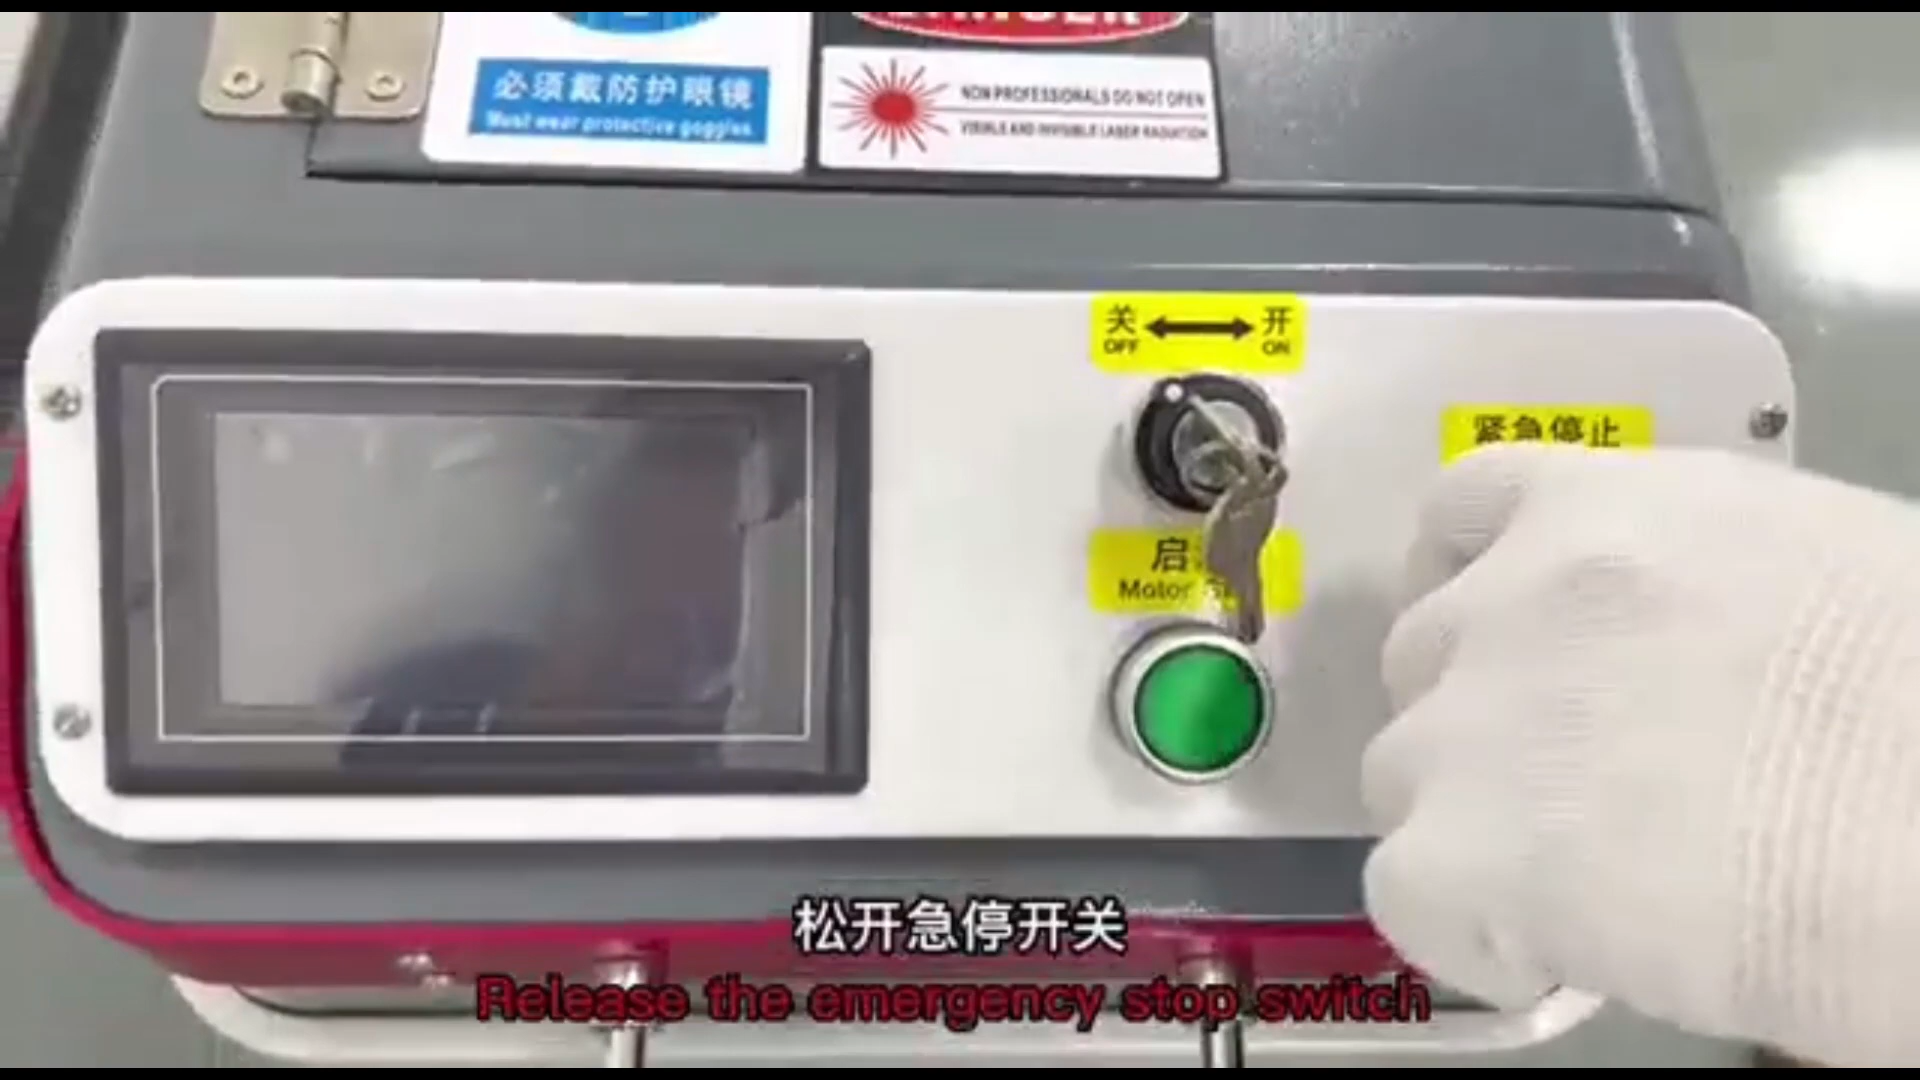 必须戴防护眼镜
Must wear protective goggles
NON PROFESSIONALS DO NOT OPEN
VISIBLE AND INVISIBLE LASER RADIATION
关 开
OFF ON
紧急停止
启
Motor
松开急停开关
Release the emergency stop switch